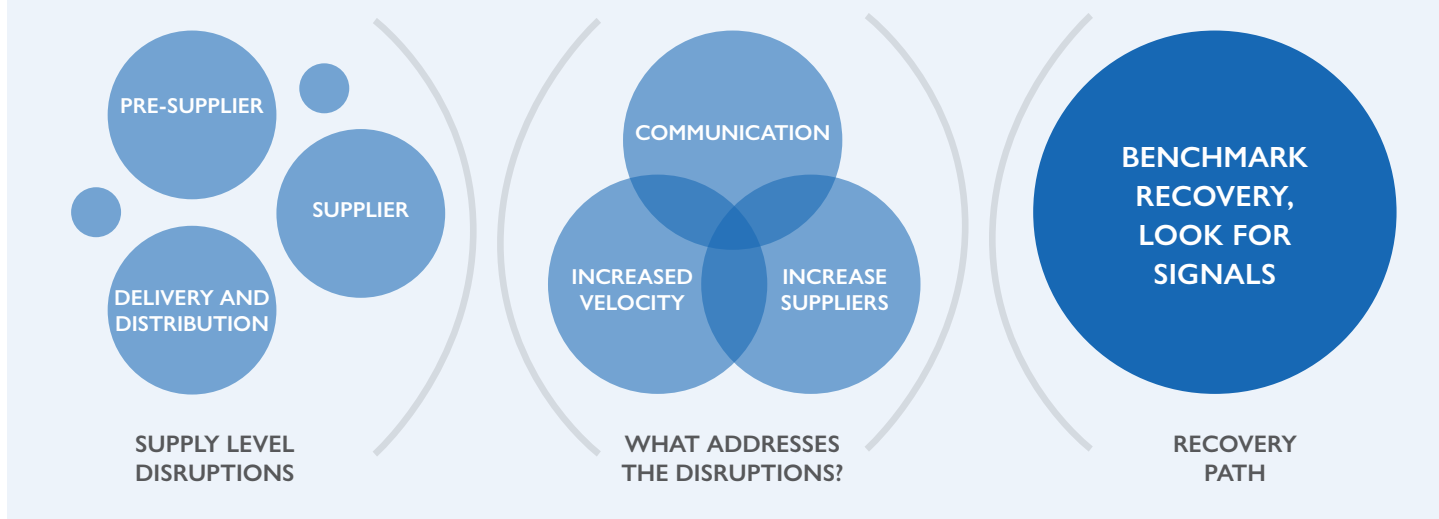 PRE-SUPPLIER
SUPPLIER
DELIVERY AND
DISTRIBUTION
SUPPLY LEVEL
DISRUPTIONS
COMMUNICATION
INCREASED
VELOCITY
INCREASE
SUPPLIERS
WHAT ADDRESSES
THE DISRUPTIONS?
BENCHMARK
RECOVERY,
LOOK FOR
SIGNALS
RECOVERY
PATH